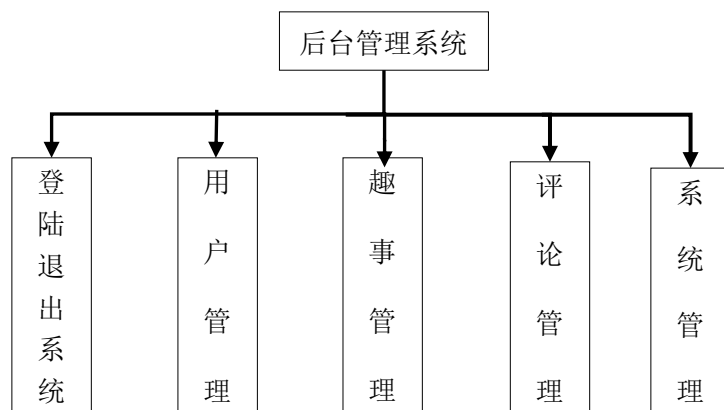 后台管理系统
登陆退出系统
用户管理
趣事管理
评论管理
系统管理